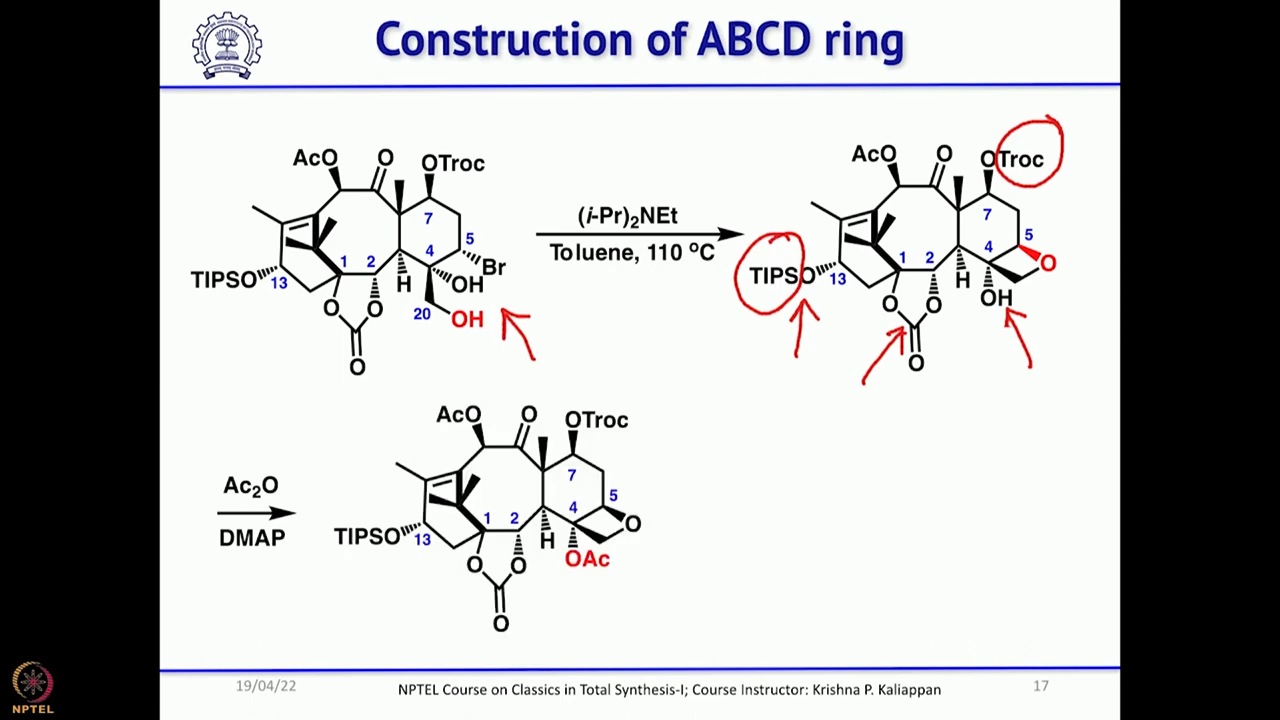 Construction of ABCD ring
AcO O OTroc
7
5
4
Br
1 2
H OH
TIPSO 13
O O
20 OH
O
(i-Pr)2NEt
Toluene, 110 ºC
AcO O OTroc
7
5
4
O
1 2
TIPSO 13
H
OH
O O
O
Ac2O
DMAP
AcO O OTroc
7
5
4
O
1 2
TIPSO 13
H
OAc
O O
O
NPTEL
19/04/22
NPTEL Course on Classics in Total Synthesis-I; Course Instructor: Krishna P. Kaliappan
17